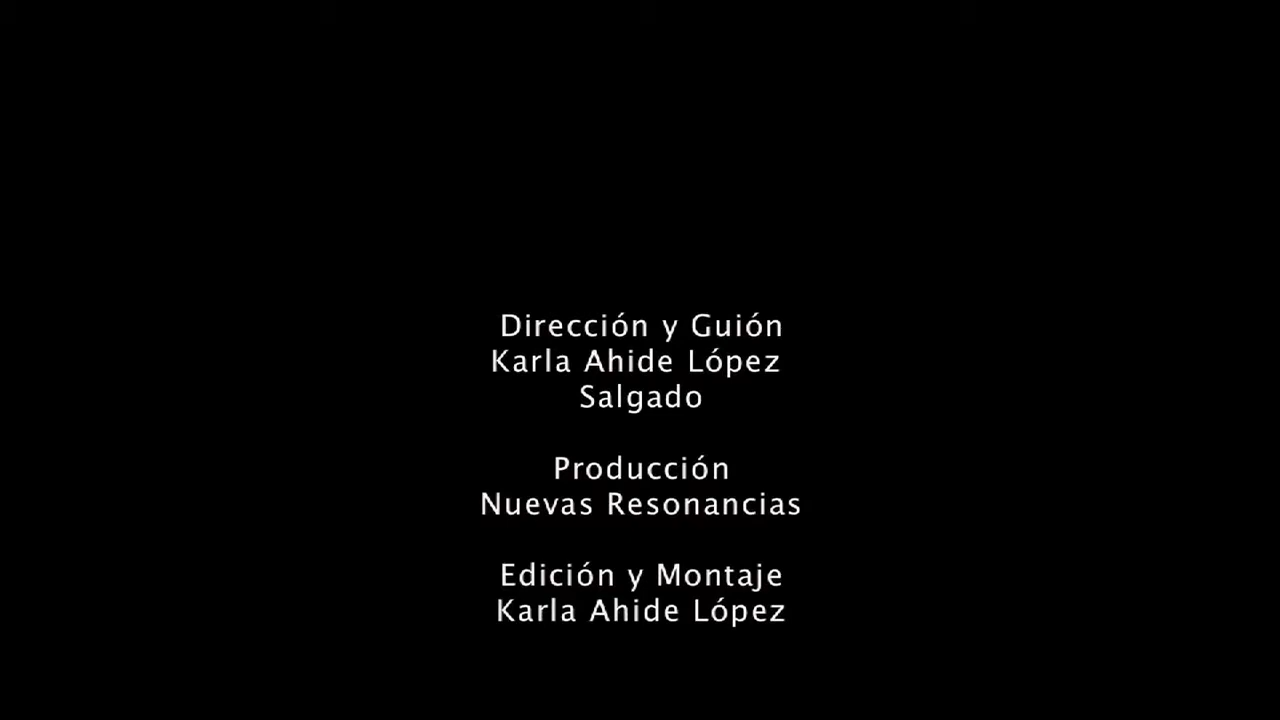 Dirección y Guión
Karla Ahide López
Salgado
Producción
Nuevas Resonancias
Edición y Montaje
Karla Ahide López